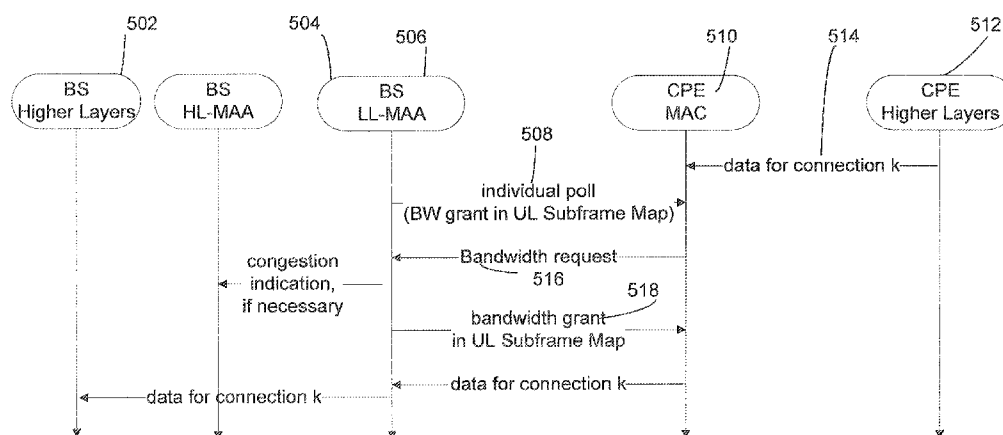 502
504
506
510
514
512
BS
Higher Layers
BS
HL-MAA
BS
LL-MAA
CPE
MAC
CPE
Higher Layers
508
data for connection k
individual poll
(BW grant in UL Subframe Map)
Bandwidth request
516
congestion
indication,
if necessary
518
bandwidth grant
in UL Subframe Map
data for connection k
data for connection k